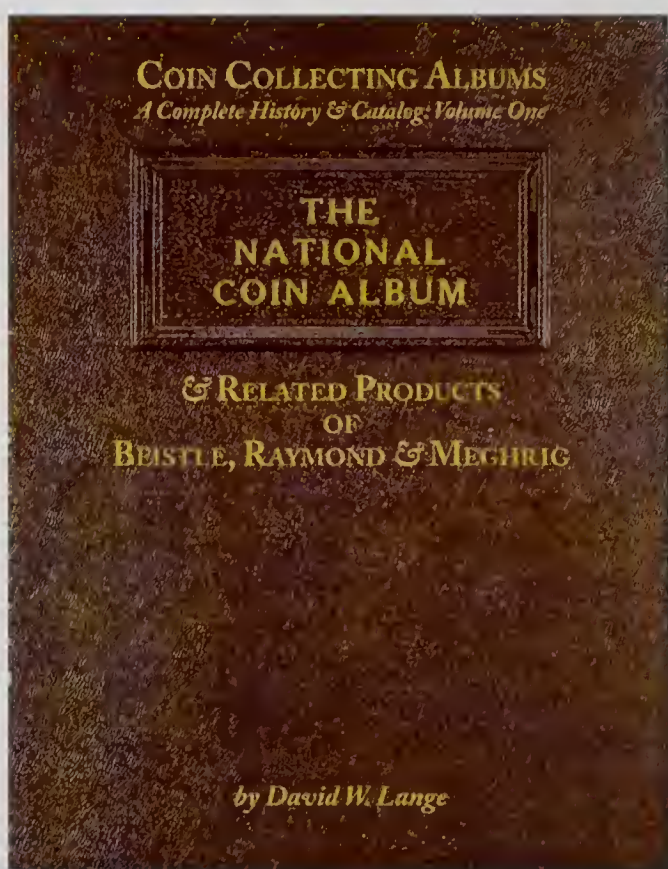 COIN COLLECTING ALBUMS
A Complete History & Catalog: Volume One
THE
NATIONAL
COIN ALBUM
& RELATED PRODUCTS
OF
BEISTLE, RAYMOND & MEGHRIG
by David W. Lange